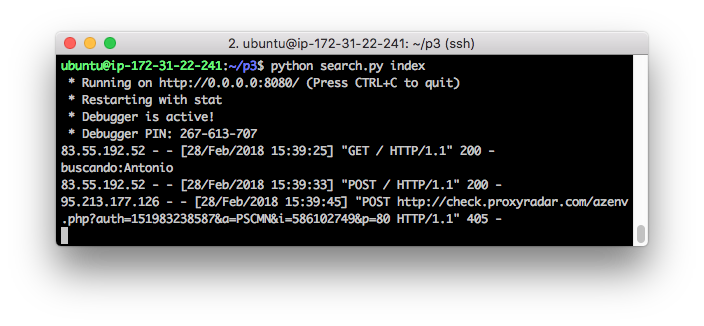 2. ubuntu@ip-172-31-22-241: ~/p3 (ssh)
ubuntu@ip-172-31-22-241:~/p3$ python search.py index
 * Running on http://0.0.0.0:8080/ (Press CTRL+C to quit)
 * Restarting with stat
 * Debugger is active!
 * Debugger PIN: 267-613-707
83.55.192.52 - - [28/Feb/2018 15:39:25] "GET / HTTP/1.1" 200 -
buscando:Antonio
83.55.192.52 - - [28/Feb/2018 15:39:33] "POST / HTTP/1.1" 200 -
95.213.177.126 - - [28/Feb/2018 15:39:45] "POST http://check.proxyradar.com/azenv
.php?auth=151983238587&a=PSCMN&i=586102749&p=80 HTTP/1.1" 405 -